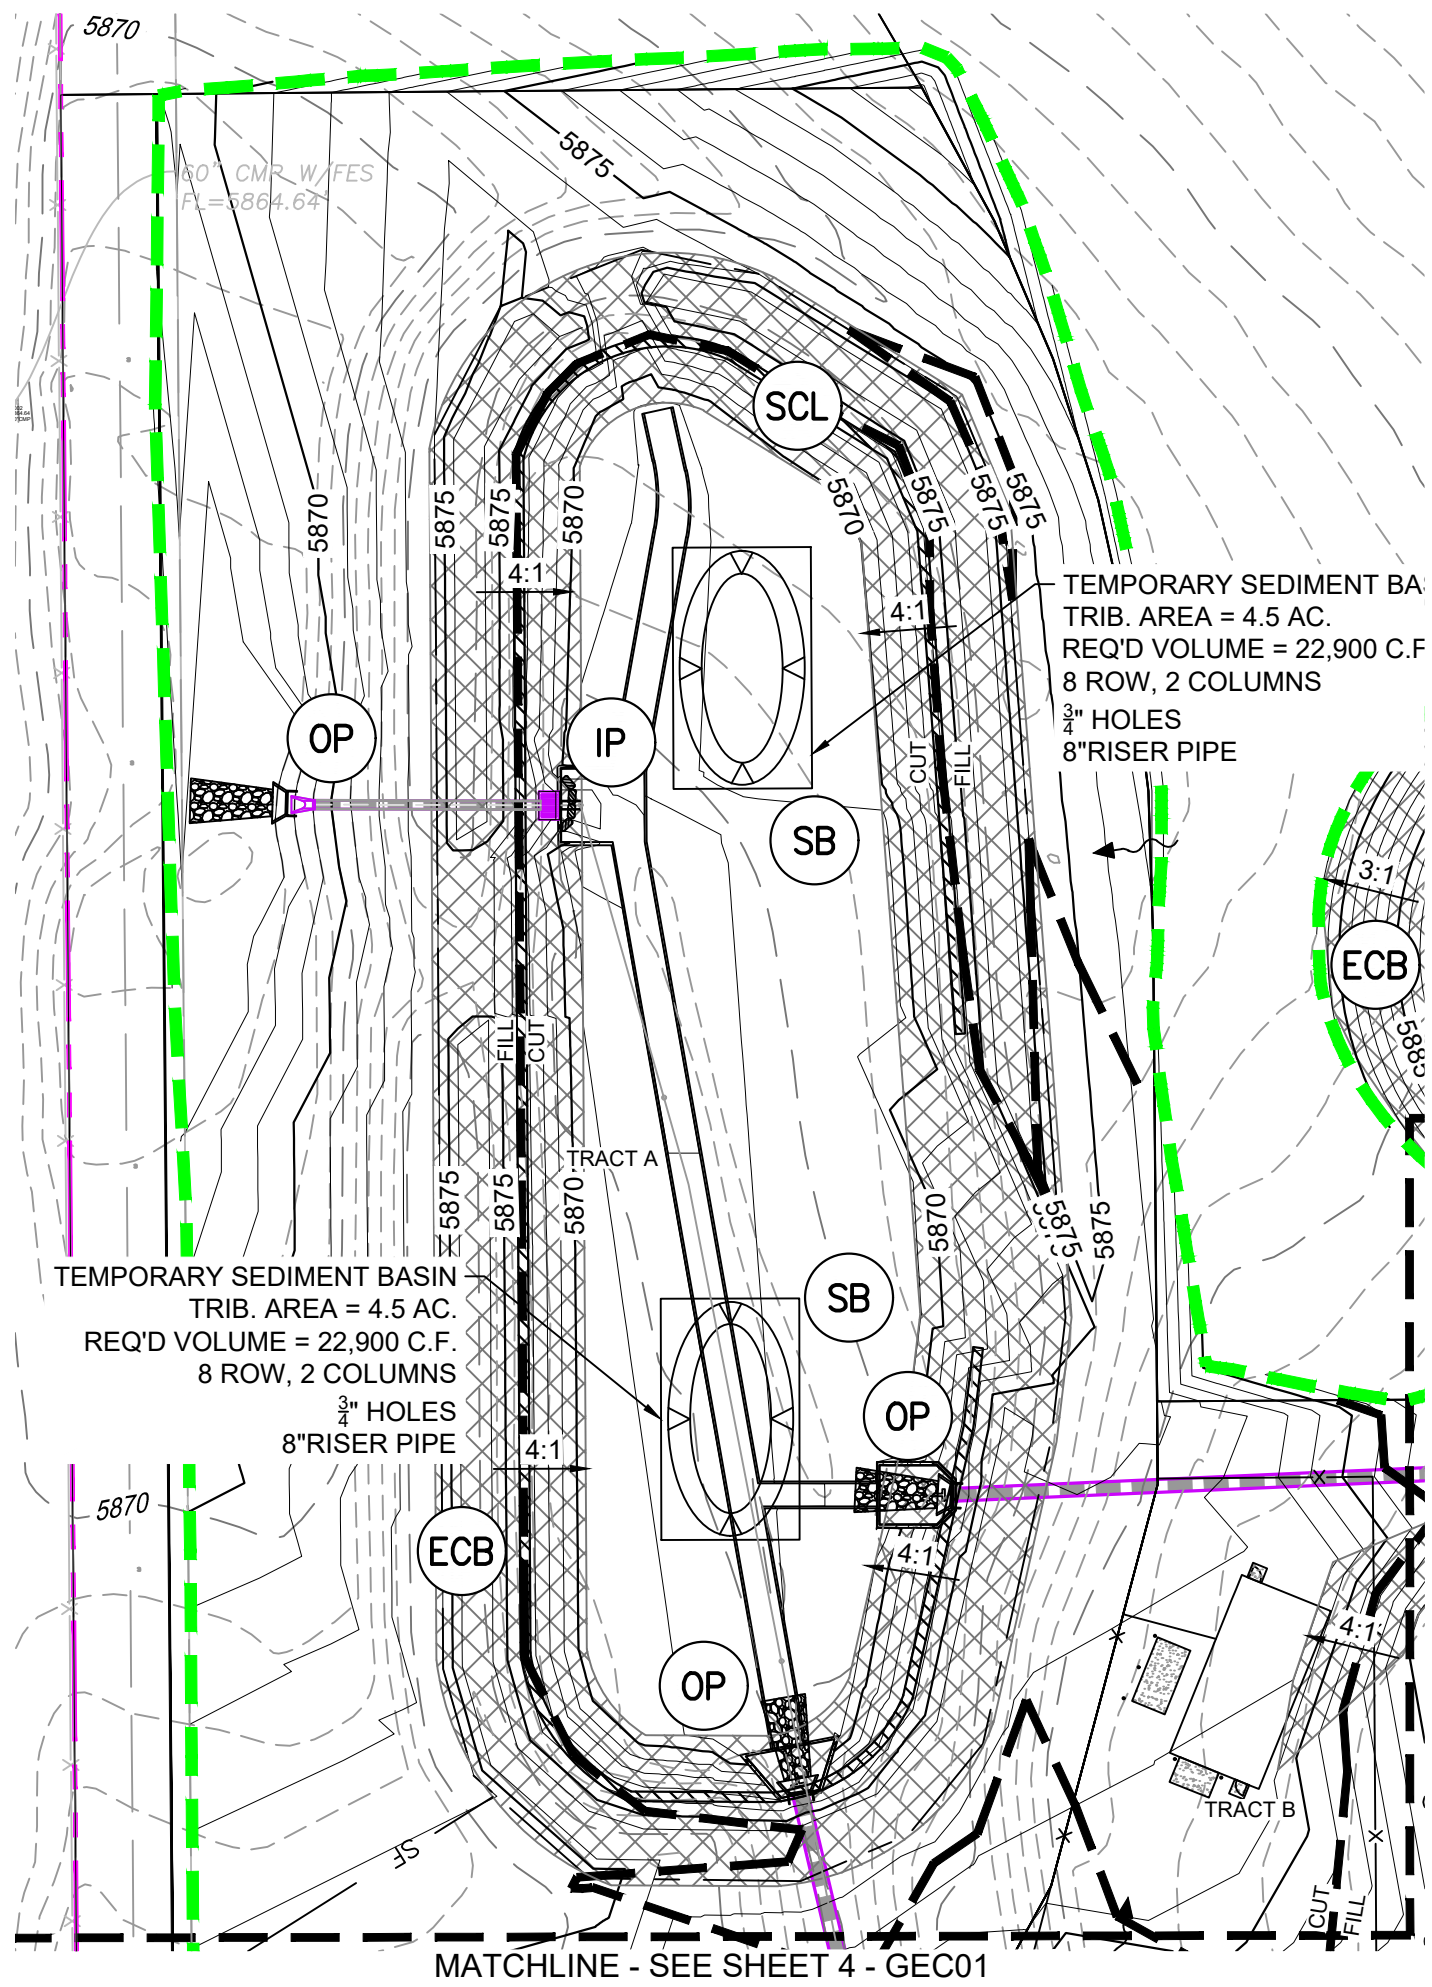 5870
60" CMP W/FES
FL=5864.64'
5875
SCL
5870
5875
5875
5870
5870
5875
5875
5875
4:1
4:1
TEMPORARY SEDIMENT BAS
TRIB. AREA = 4.5 AC.
REQ'D VOLUME = 22,900 C.F
8 ROW, 2 COLUMNS
3/4" HOLES
8"RISER PIPE
OP
IP
CUT
FILL
SB
3:1
ECB
5885
FILL
CUT
TRACT A
5875
5875
5870
5870
5875
5875
TEMPORARY SEDIMENT BASIN
TRIB. AREA = 4.5 AC.
REQ'D VOLUME = 22,900 C.F.
8 ROW, 2 COLUMNS
3/4" HOLES
8"RISER PIPE
SB
OP
4:1
5870
ECB
4:1
4:1
OP
TRACT B
SF
CUT
FILL
MATCHLINE - SEE SHEET 4 - GEC01